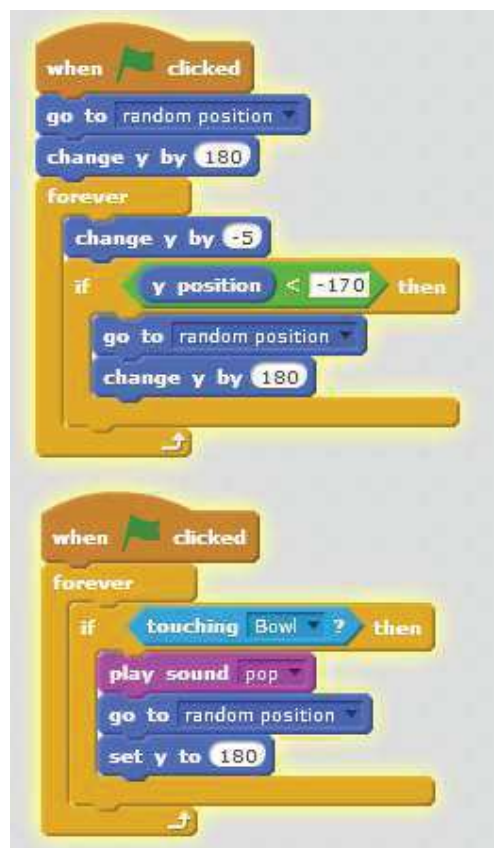 when clicked
go to random position
change y by 180
forever
change y by -5
if y position < -170 then
go to random position
change y by 180
when clicked
forever
if touching Bowl ? then
play sound pop
go to random position
set y to 180